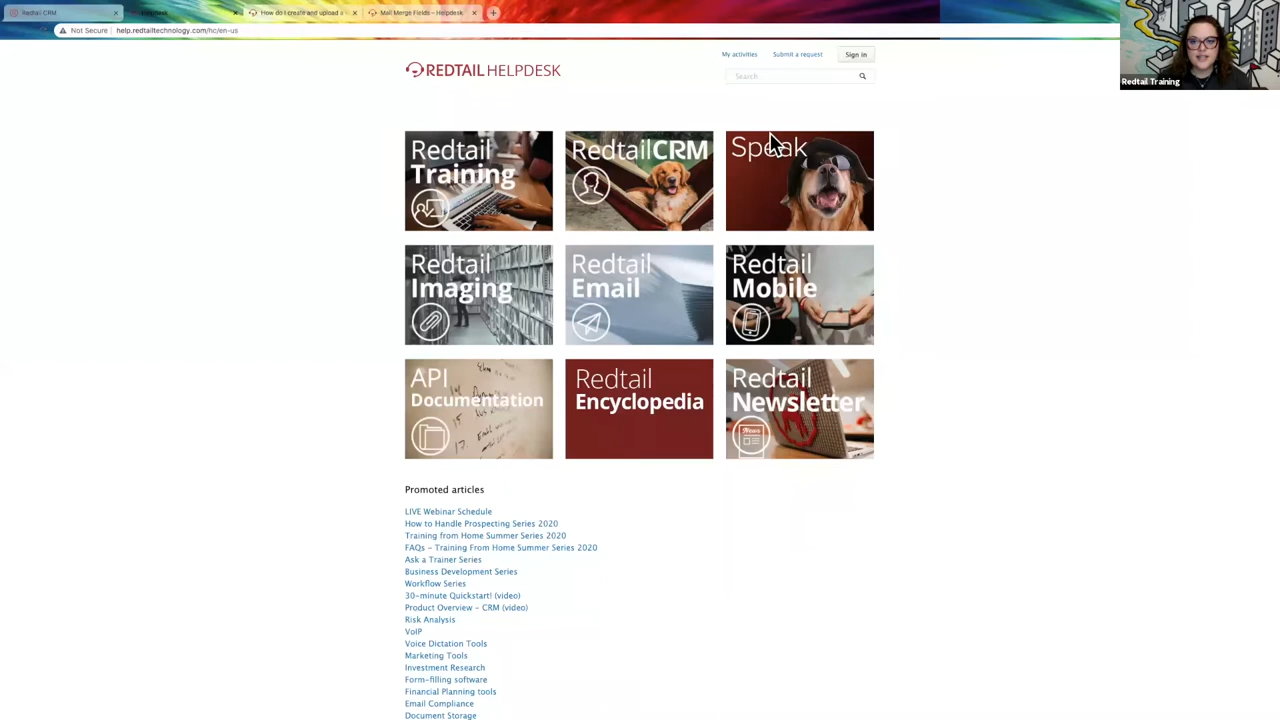 Redtail CRM
Helpdesk
How do I create and upload a
Mail Merge Fields – Helpdesk
Not Secure
help.redtailtechnology.com/hc/en-us
Redtail Training
REDTAIL HELPDESK
My activities
Submit a request
Sign in
Search
Redtail
Training
RedtailCRM
Speak
Redtail
Imaging
Redtail
Email
Redtail
Mobile
API
Documentation
Redtail
Encyclopedia
Redtail
Newsletter
News
Promoted articles
LIVE Webinar Schedule
How to Handle Prospecting Series 2020
Training from Home Summer Series 2020
FAQs – Training From Home Summer Series 2020
Ask a Trainer Series
Business Development Series
Workflow Series
30-minute Quickstart! (video)
Product Overview – CRM (video)
Risk Analysis
VoIP
Voice Dictation Tools
Marketing Tools
Investment Research
Form-filling software
Financial Planning tools
Email Compliance
Document Storage